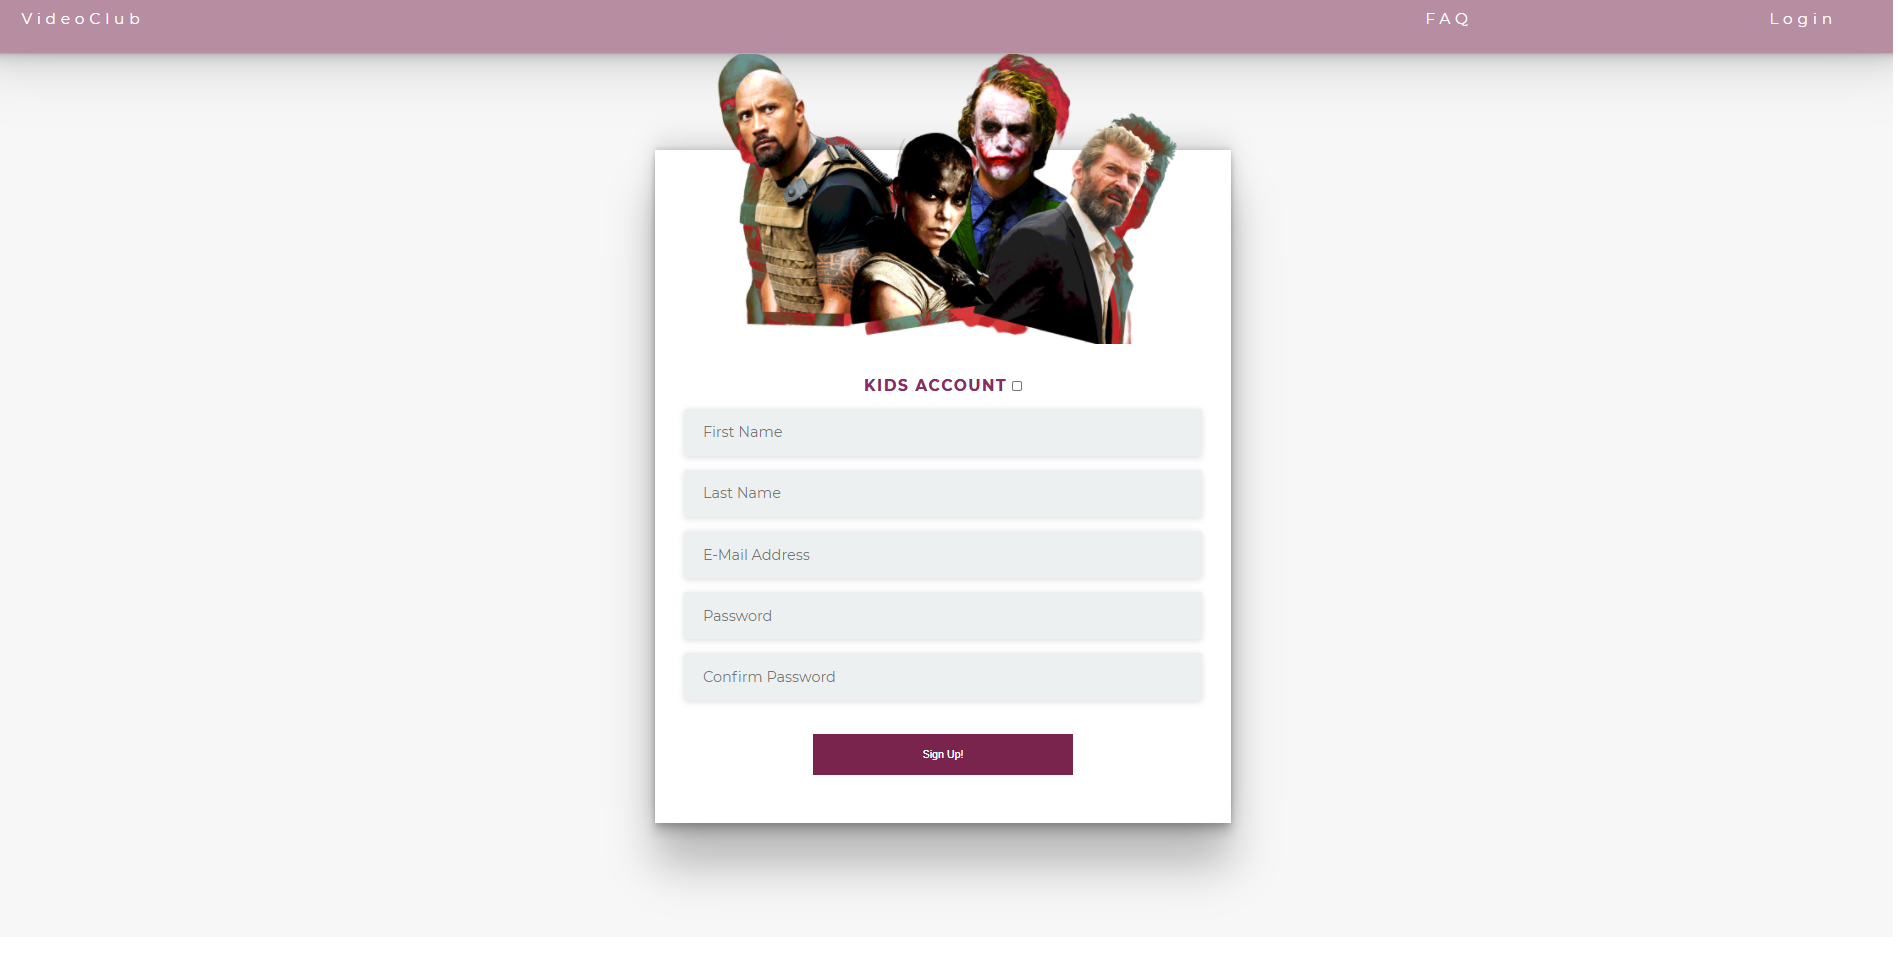 VideoClub
FAQ
Login
KIDS ACCOUNT
First Name
Last Name
E-Mail Address
Password
Confirm Password
Sign Up!